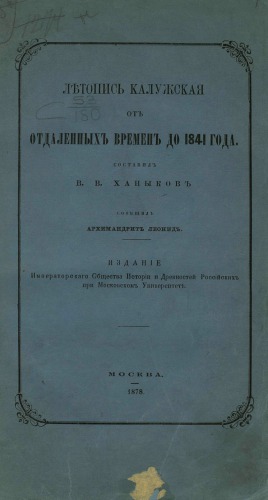 ЛѢТОПИСЬ КАЛУЖСКАЯ
ОТЪ
ОТДАЛЕННЫХЪ ВРЕМЕНЪ ДО 1841 ГОДА.
СОСТАВИЛЪ
В. В. ХАНЫКОВЪ
СООБЩИЛЪ
АРХИМАНДРИТЪ ЛЕОНИДЪ.
ИЗДАНІЕ
Императорскаго Общества Исторіи и Древностей Россійскихъ
при Московскомъ Университетѣ.
МОСКВА.
1878.